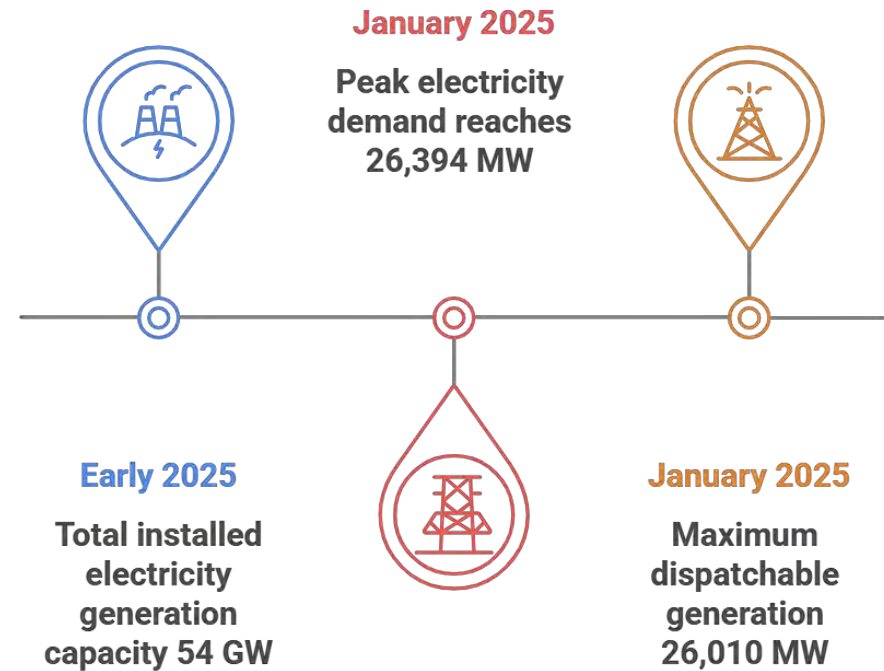 January 2025
Peak electricity
demand reaches
26,394 MW
Early 2025
Total installed
electricity
generation
capacity 54 GW
January 2025
Maximum
dispatchable
generation
26,010 MW